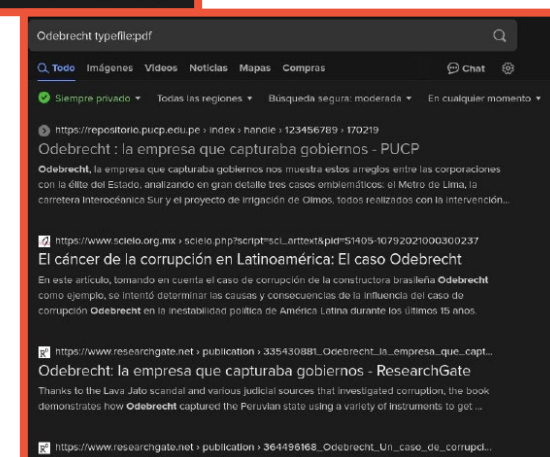 Odebrecht typefile:pdf
Todo Imágenes Videos Noticias Mapas Compras Chat
Siempre privado Todas las regiones Búsqueda segura: moderada En cualquier momento
https://repositorio.pucp.edu.pe › index › handle › 123456789 › 170219
Odebrecht : la empresa que capturaba gobiernos - PUCP
Odebrecht, la empresa que capturaba gobiernos nos muestra estos arreglos entre las corporaciones
con la élite del Estado, analizando en gran detalle tres casos emblemáticos: el Metro de Lima, la
carretera Interoceánica Sur y el proyecto de irrigación de Olmos, todos realizados con la intervención...
https://www.scielo.org.mx › scielo.php?script=sci_arttext&pid=S1405-10792021000300237
El cáncer de la corrupción en Latinoamérica: El caso Odebrecht
En este artículo, tomando en cuenta el caso de corrupción de la constructora brasileña Odebrecht
como ejemplo, se intentó determinar las causas y consecuencias de la influencia del caso de
corrupción Odebrecht en la inestabilidad política de América Latina durante los últimos 15 años.
https://www.researchgate.net › publication › 335430881_Odebrecht_la_empresa_que_capt...
Odebrecht: la empresa que capturaba gobiernos - ResearchGate
Thanks to the Lava Jato scandal and various judicial sources that investigated corruption, the book
demonstrates how Odebrecht captured the Peruvian state using a variety of instruments to get ...
https://www.researchgate.net › publication › 364496168_Odebrecht_Un_caso_de_corrupci...